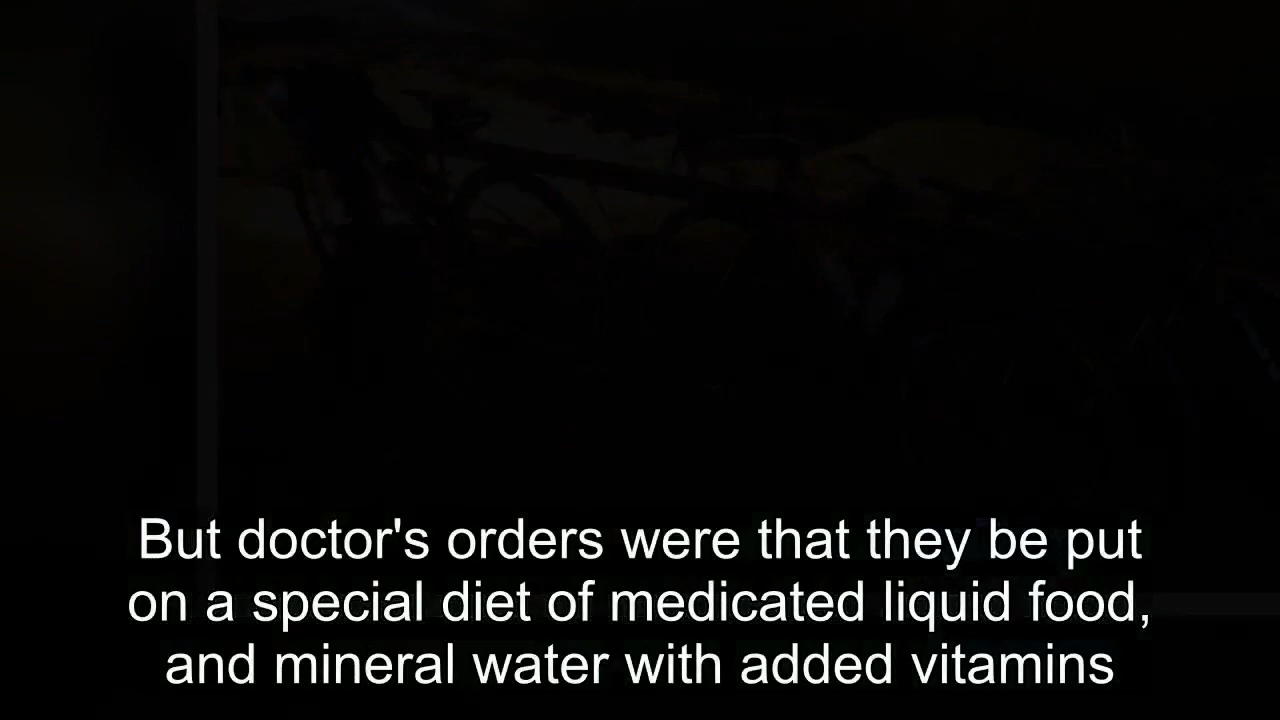 But doctor's orders were that they be put
on a special diet of medicated liquid food,
and mineral water with added vitamins